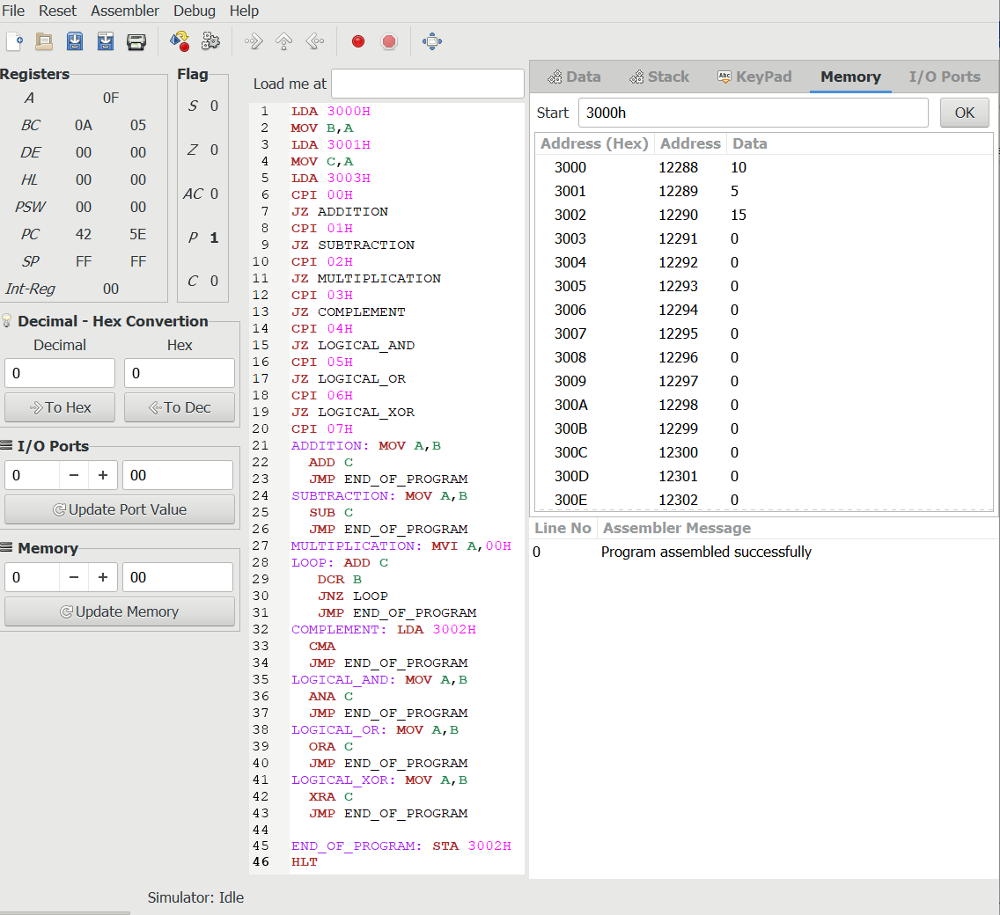 File Reset Assembler Debug Help
Registers
A 0F
BC 0A 05
DE 00 00
HL 00 00
PSW 00 00
PC 42 5E
SP FF FF
Int-Reg 00
Flag
S 0
Z 0
AC 0
P 1
C 0
Decimal - Hex Convertion
Decimal Hex
0 0
To Hex To Dec
I/O Ports
0 − + 00
Update Port Value
Memory
0 − + 00
Update Memory
Load me at
1 LDA 3000H
2 MOV B,A
3 LDA 3001H
4 MOV C,A
5 LDA 3003H
6 CPI 00H
7 JZ ADDITION
8 CPI 01H
9 JZ SUBTRACTION
10 CPI 02H
11 JZ MULTIPLICATION
12 CPI 03H
13 JZ COMPLEMENT
14 CPI 04H
15 JZ LOGICAL_AND
16 CPI 05H
17 JZ LOGICAL_OR
18 CPI 06H
19 JZ LOGICAL_XOR
20 CPI 07H
21 ADDITION: MOV A,B
22 ADD C
23 JMP END_OF_PROGRAM
24 SUBTRACTION: MOV A,B
25 SUB C
26 JMP END_OF_PROGRAM
27 MULTIPLICATION: MVI A,00H
28 LOOP: ADD C
29 DCR B
30 JNZ LOOP
31 JMP END_OF_PROGRAM
32 COMPLEMENT: LDA 3002H
33 CMA
34 JMP END_OF_PROGRAM
35 LOGICAL_AND: MOV A,B
36 ANA C
37 JMP END_OF_PROGRAM
38 LOGICAL_OR: MOV A,B
39 ORA C
40 JMP END_OF_PROGRAM
41 LOGICAL_XOR: MOV A,B
42 XRA C
43 JMP END_OF_PROGRAM
44
45 END_OF_PROGRAM: STA 3002H
46 HLT
Data Stack Abc KeyPad Memory I/O Ports
Start 3000h OK
Address (Hex) Address Data
3000 12288 10
3001 12289 5
3002 12290 15
3003 12291 0
3004 12292 0
3005 12293 0
3006 12294 0
3007 12295 0
3008 12296 0
3009 12297 0
300A 12298 0
300B 12299 0
300C 12300 0
300D 12301 0
300E 12302 0
Line No Assembler Message
0 Program assembled successfully
Simulator: Idle